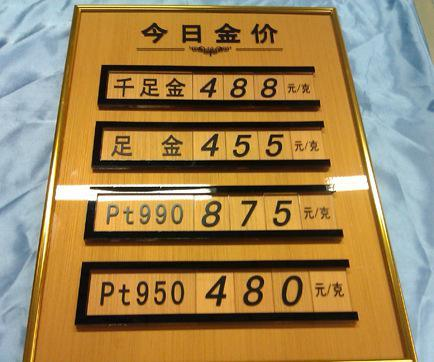 今日金价
千足金 488 元/克
足金 455 元/克
Pt990 875 元/克
Pt950 480 元/克